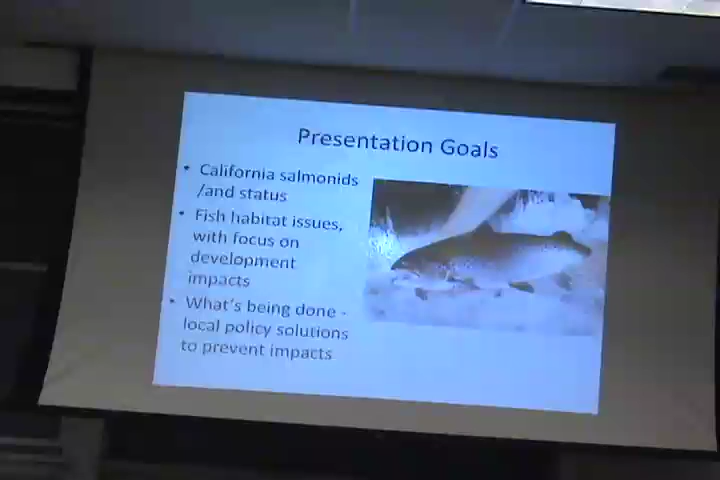 Presentation Goals
• California salmonids
/and status
• Fish habitat issues,
with focus on
development
impacts
• What's being done -
local policy solutions
to prevent impacts